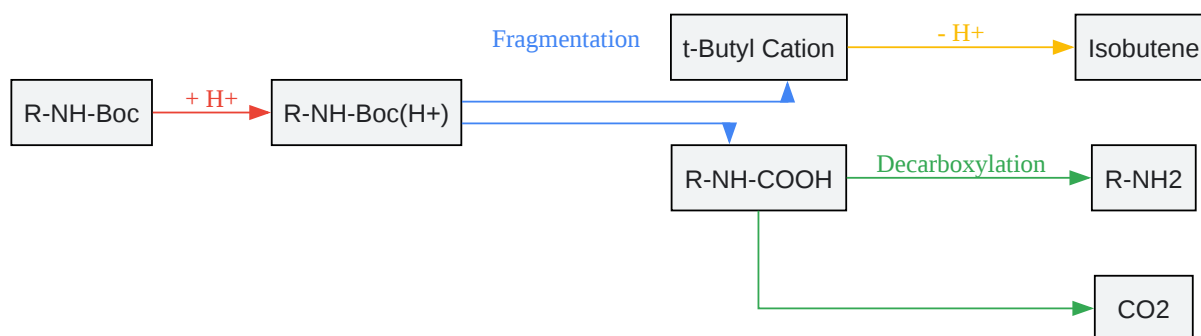 Fragmentation
t-Butyl Cation
- H+
Isobutene
R-NH-Boc
+ H+
R-NH-Boc(H+)
R-NH-COOH
Decarboxylation
R-NH2
CO2